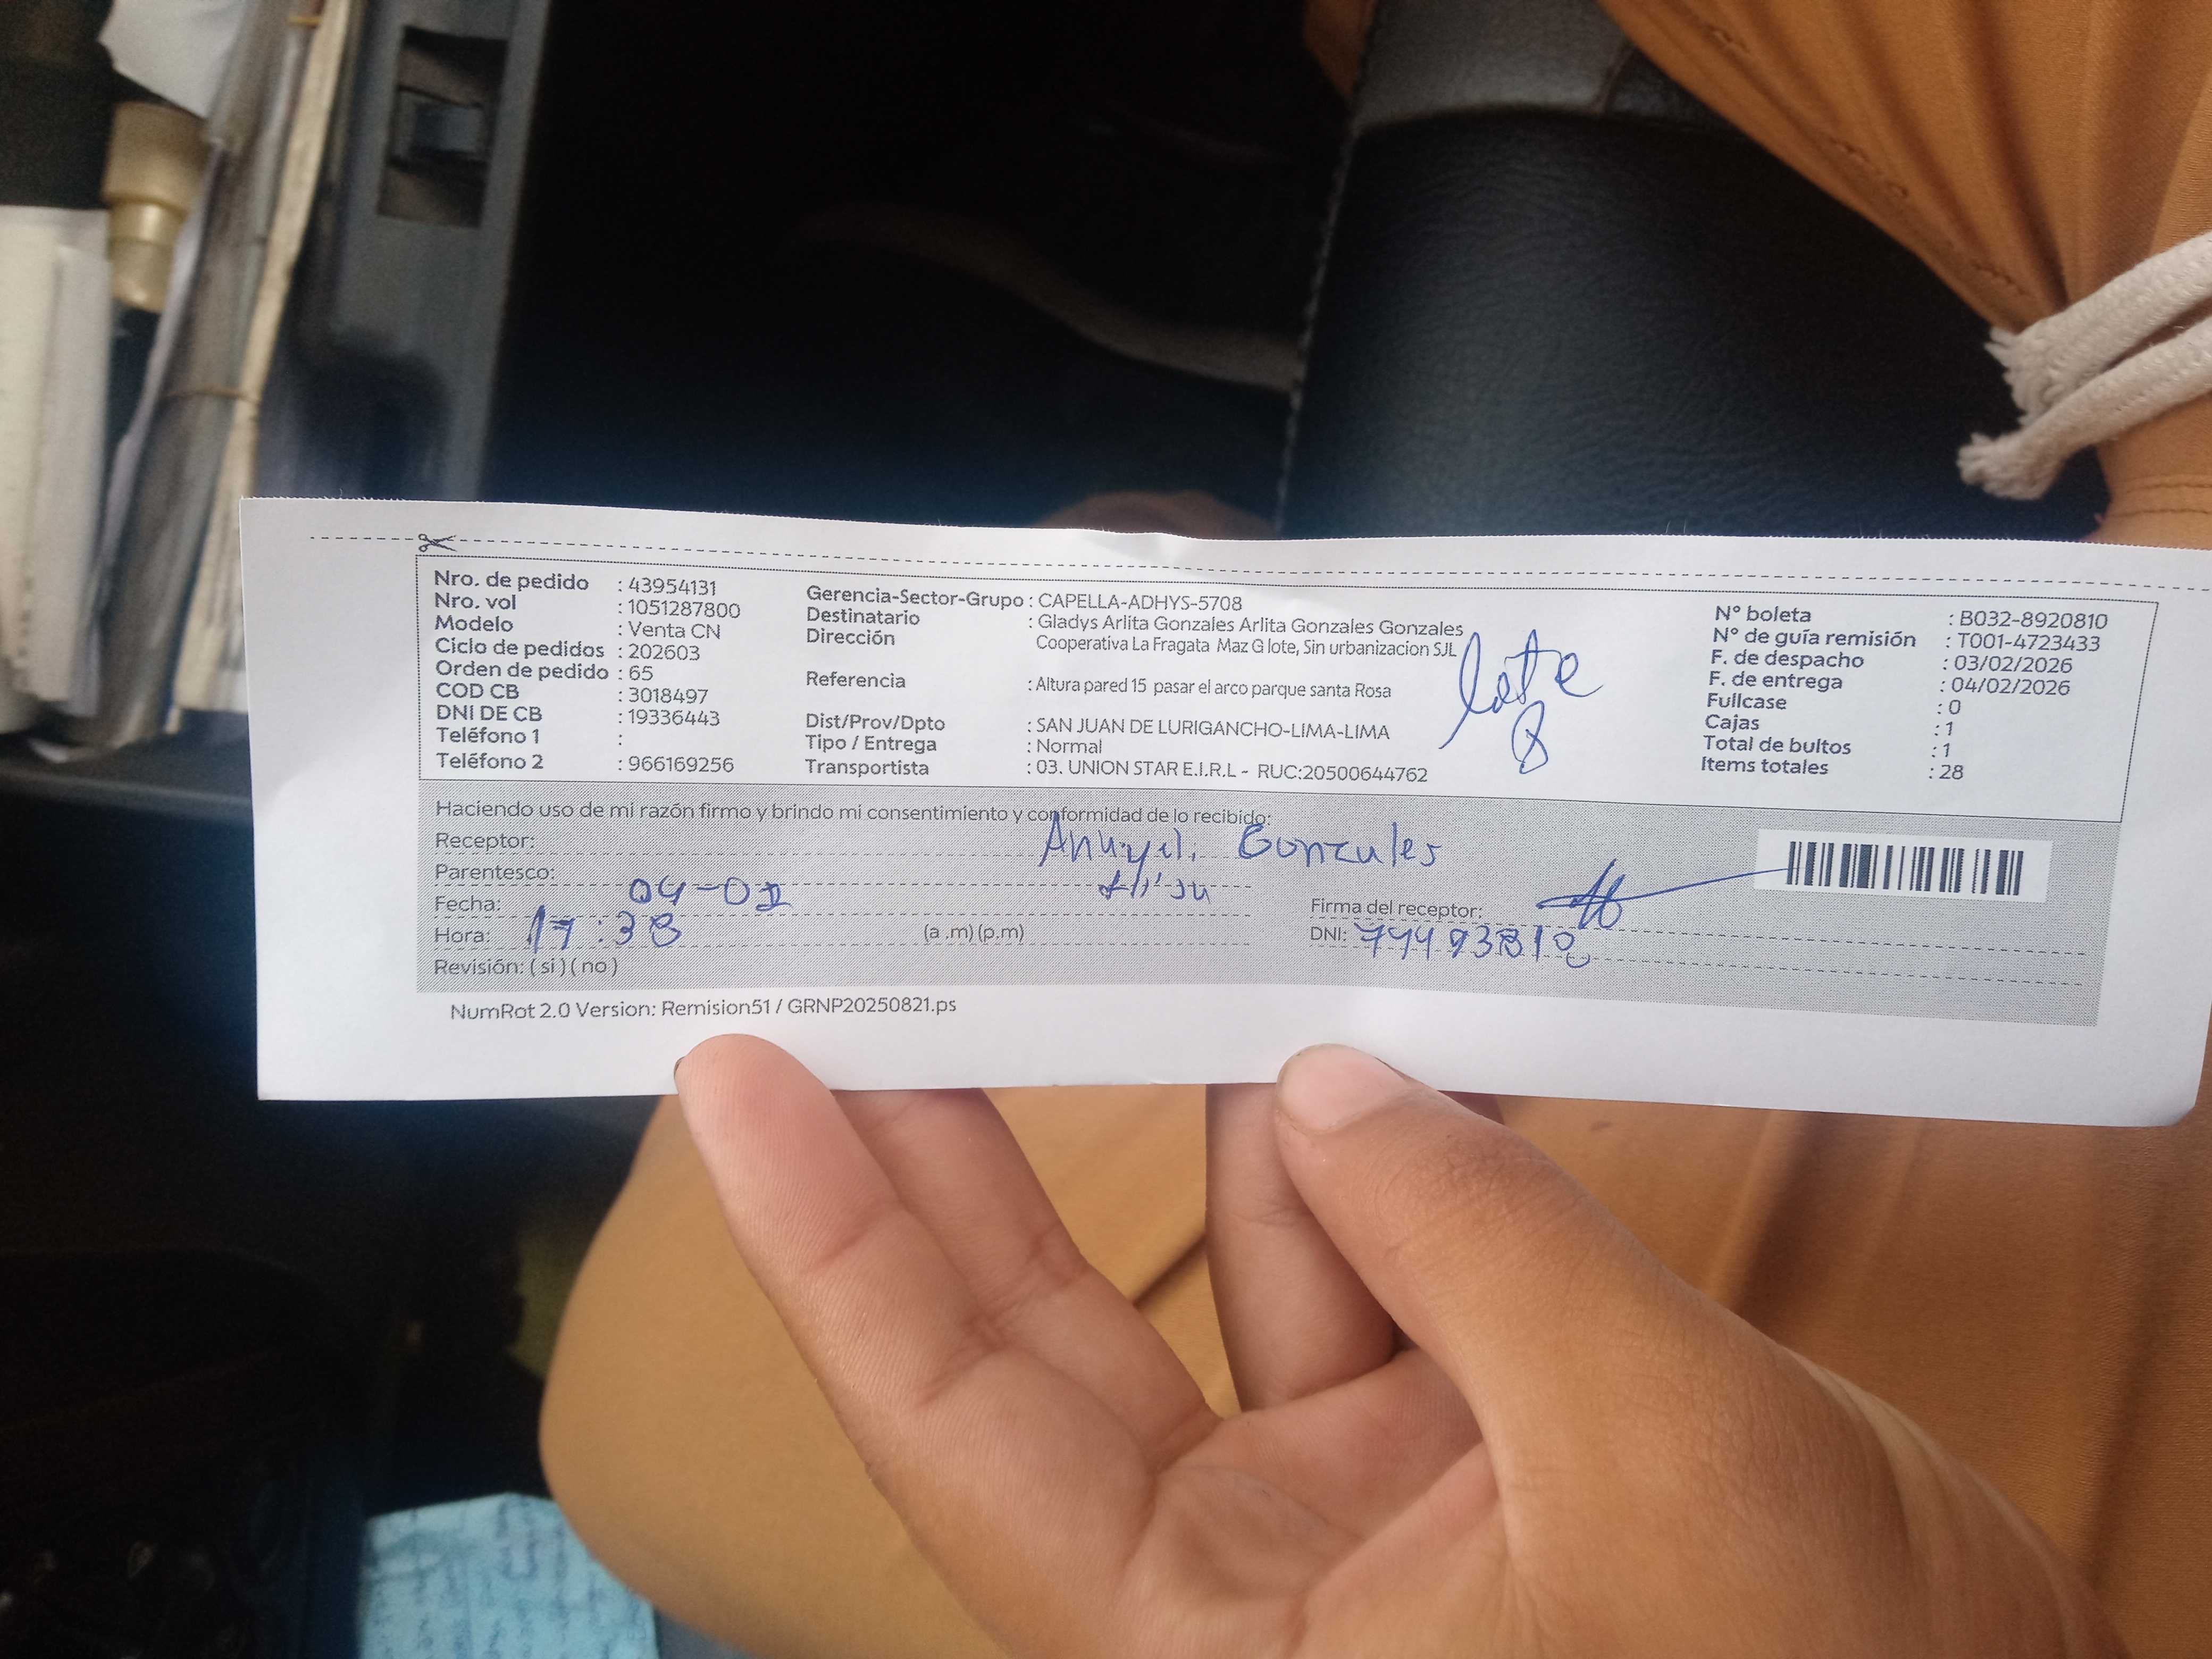 Nro. de pedido : 43954131
Nro. vol : 1051287800
Modelo : Venta CN
Ciclo de pedidos : 202603
Orden de pedido : 65
COD CB : 3018497
DNI DE CB : 19336443
Teléfono 1 :
Teléfono 2 : 966169256
Gerencia-Sector-Grupo : CAPELLA-ADHYS-5708
Destinatario : Gladys Arlita Gonzales Arlita Gonzales Gonzales
Dirección Cooperativa La Fragata Maz G lote, Sin urbanizacion SJL
Referencia : Altura pared 15 pasar el arco parque santa Rosa
Dist/Prov/Dpto : SAN JUAN DE LURIGANCHO-LIMA-LIMA
Tipo / Entrega : Normal
Transportista : 03. UNION STAR E.I.R.L - RUC:20500644762
lote
8
N° boleta : B032-8920810
N° de guía remisión : T001-4723433
F. de despacho : 03/02/2026
F. de entrega : 04/02/2026
Fullcase : 0
Cajas : 1
Total de bultos : 1
Items totales : 28
Haciendo uso de mi razón firmo y brindo mi consentimiento y conformidad de lo recibido:
Receptor: Gonzales
Parentesco:
Fecha: 04-02
Hora: 17:38 (a .m) (p.m)
Revisión: ( si ) ( no )
Firma del receptor:
DNI:
NumRot 2.0 Version: Remision51 / GRNP20250821.ps